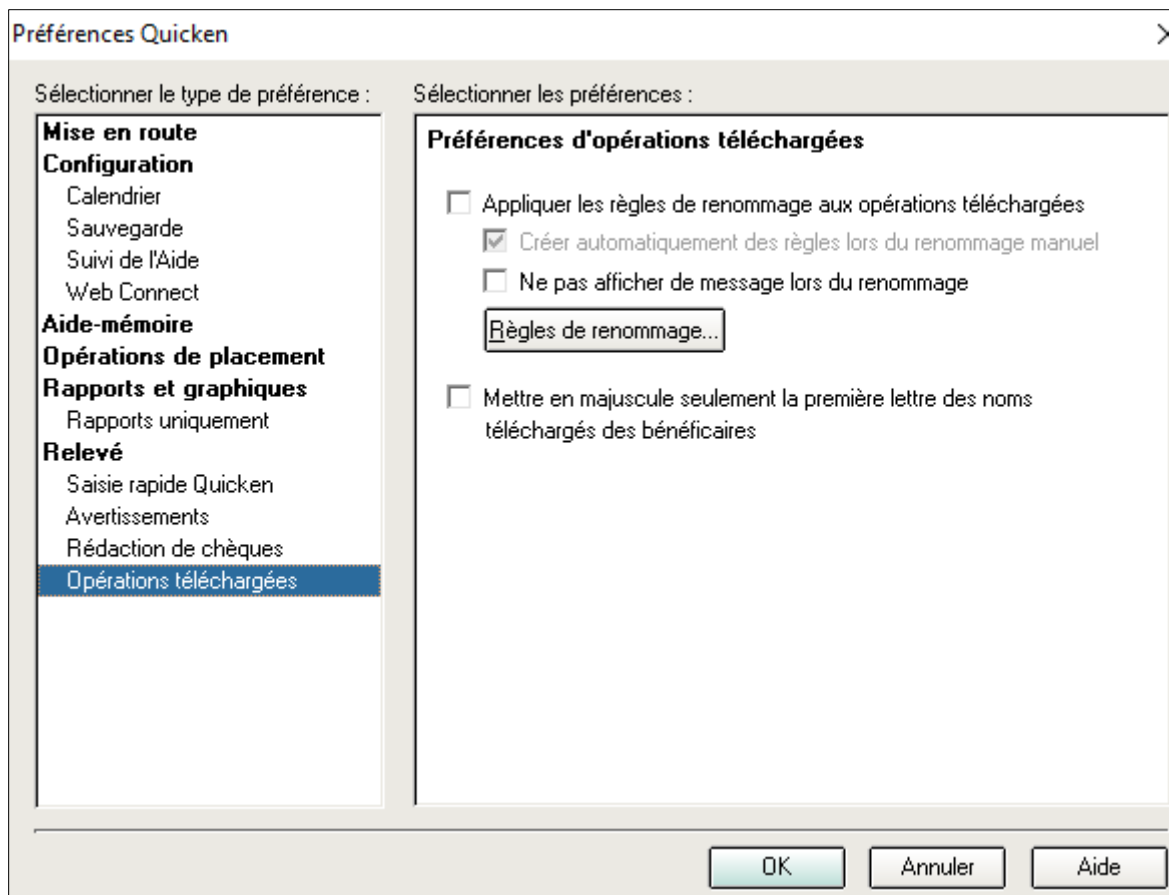 Préférences Quicken
Sélectionner le type de préférence :
Mise en route
Configuration
Calendrier
Sauvegarde
Suivi de l'Aide
Web Connect
Aide-mémoire
Opérations de placement
Rapports et graphiques
Rapports uniquement
Relevé
Saisie rapide Quicken
Avertissements
Rédaction de chèques
Opérations téléchargées
Sélectionner les préférences :
Préférences d'opérations téléchargées
Appliquer les règles de renommage aux opérations téléchargées
Créer automatiquement des règles lors du renommage manuel
Ne pas afficher de message lors du renommage
Règles de renommage...
Mettre en majuscule seulement la première lettre des noms
téléchargés des bénéficaires
OK
Annuler
Aide